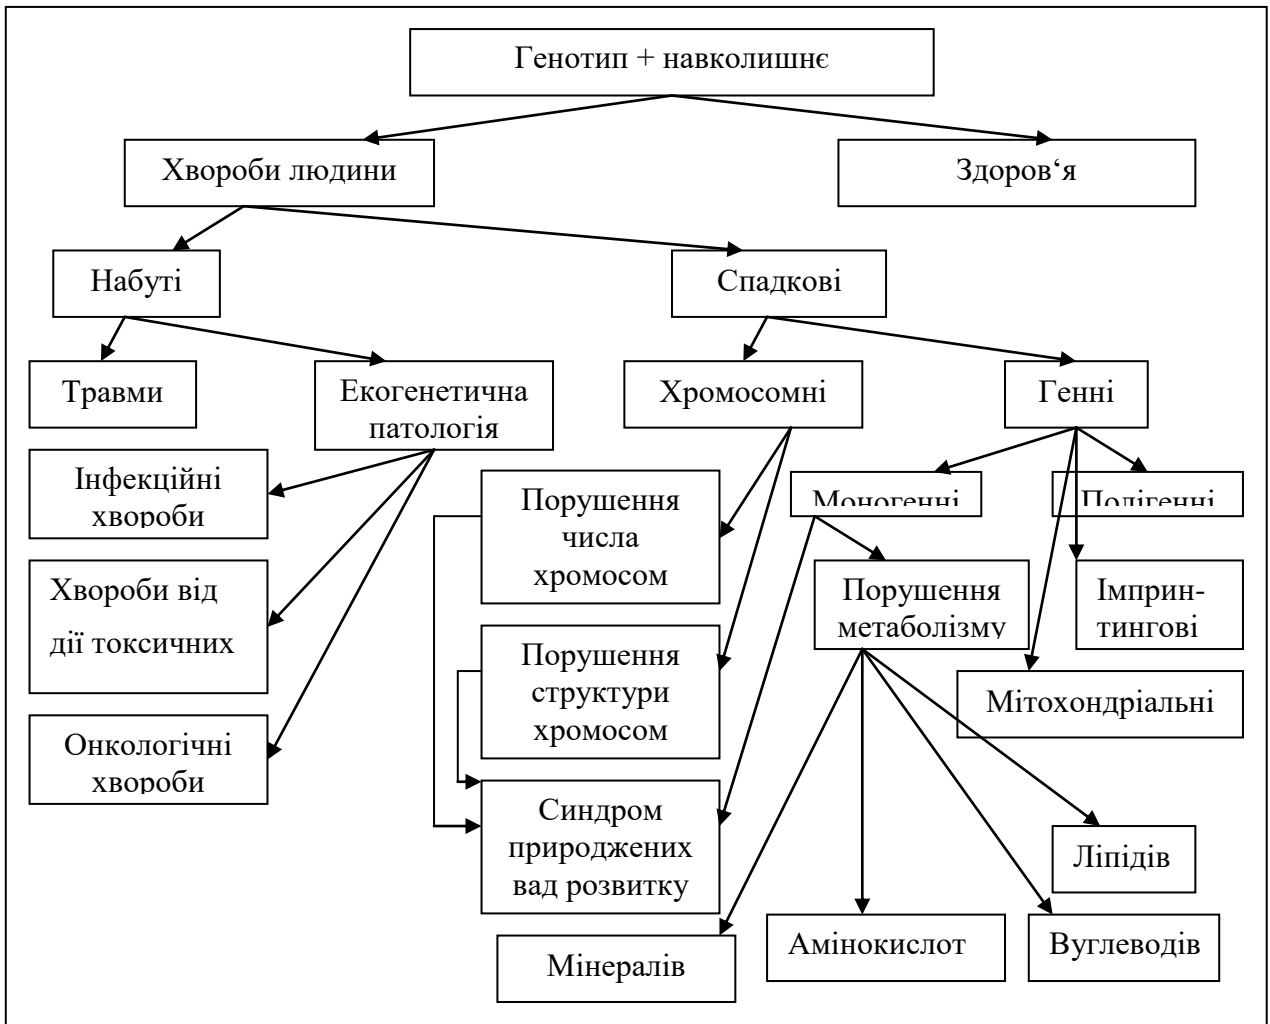 Генотип + навколишнє
Хвороби людини
Здоров‘я
Набуті
Спадкові
Травми
Екогенетична
патологія
Хромосомні
Генні
Інфекційні
хвороби
Порушення
числа
хромосом
Моногенні
Полігенні
Хвороби від
дії токсичних
Порушення
метаболізму
Імприн-
тингові
Порушення
структури
хромосом
Мітохондріальні
Онкологічні
хвороби
Синдром
природжених
вад розвитку
Ліпідів
Мінералів
Амінокислот
Вуглеводів